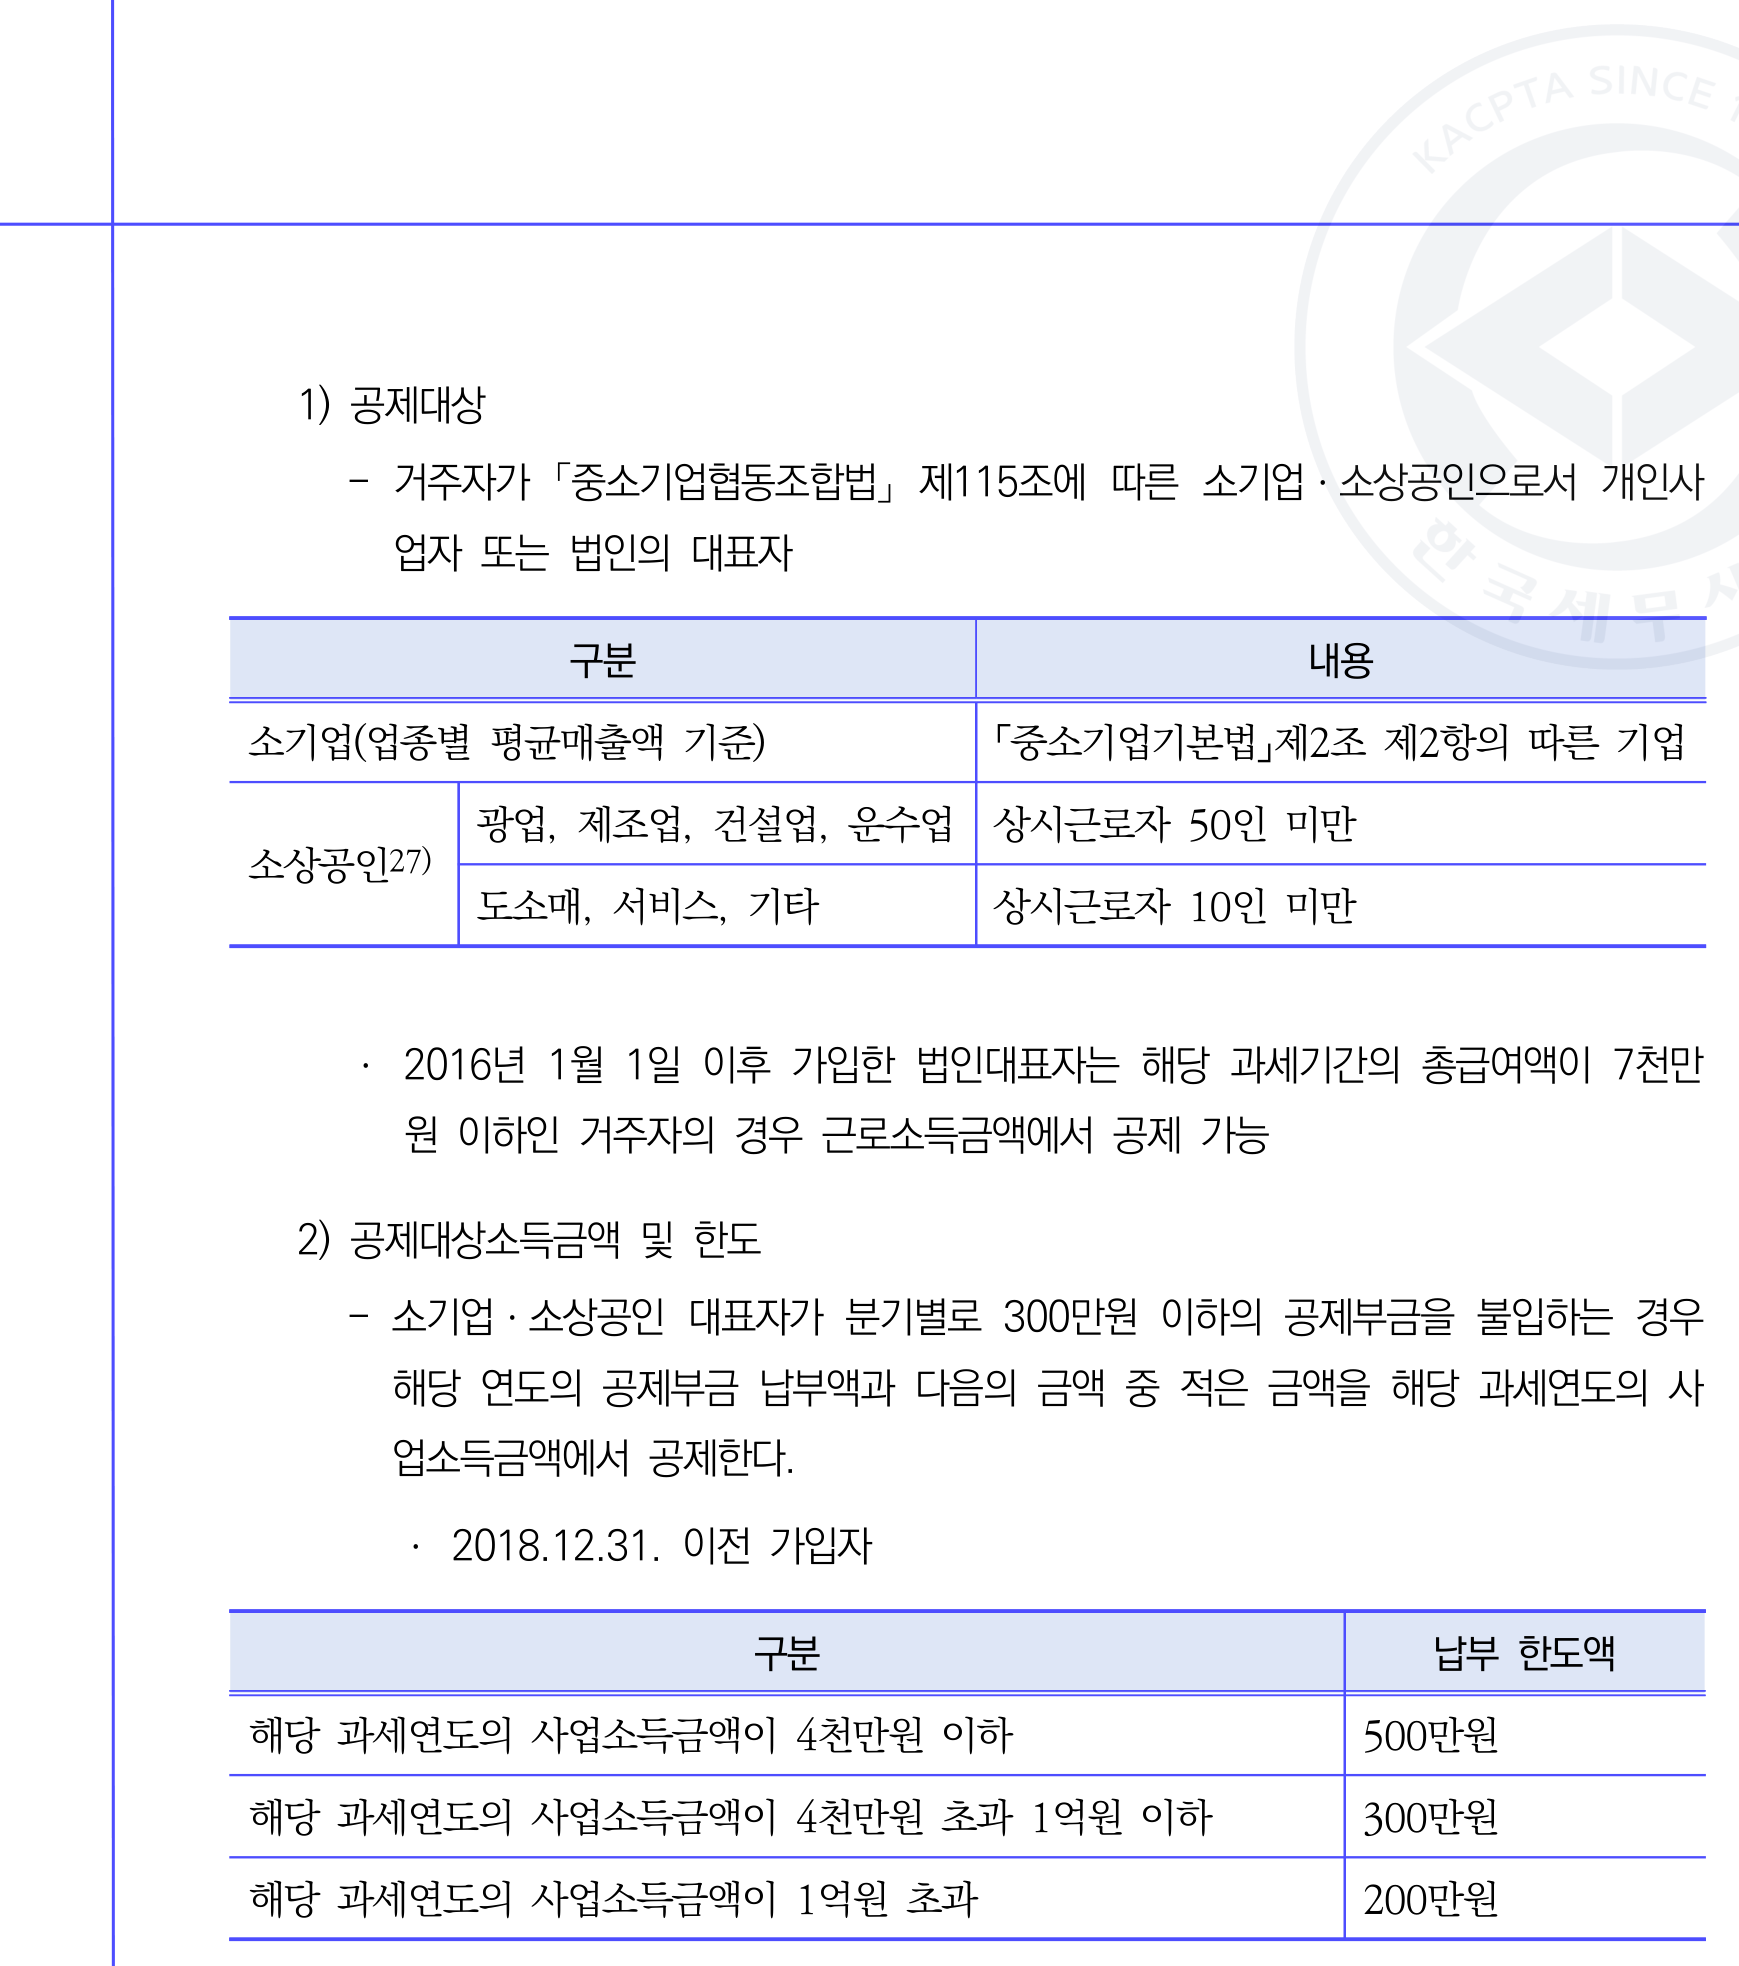 KACPTA SINCE
1) 공제대상
- 거주자가 「중소기업협동조합법」 제115조에 따른 소기업·소상공인으로서 개인사
업자 또는 법인의 대표자
한국세무사
구분 내용
소기업(업종별 평균매출액 기준) 「중소기업기본법」제2조 제2항의 따른 기업
소상공인27) 광업, 제조업, 건설업, 운수업 상시근로자 50인 미만
도소매, 서비스, 기타 상시근로자 10인 미만
· 2016년 1월 1일 이후 가입한 법인대표자는 해당 과세기간의 총급여액이 7천만
원 이하인 거주자의 경우 근로소득금액에서 공제 가능
2) 공제대상소득금액 및 한도
- 소기업·소상공인 대표자가 분기별로 300만원 이하의 공제부금을 불입하는 경우
해당 연도의 공제부금 납부액과 다음의 금액 중 적은 금액을 해당 과세연도의 사
업소득금액에서 공제한다.
· 2018.12.31. 이전 가입자
구분 납부 한도액
해당 과세연도의 사업소득금액이 4천만원 이하 500만원
해당 과세연도의 사업소득금액이 4천만원 초과 1억원 이하 300만원
해당 과세연도의 사업소득금액이 1억원 초과 200만원